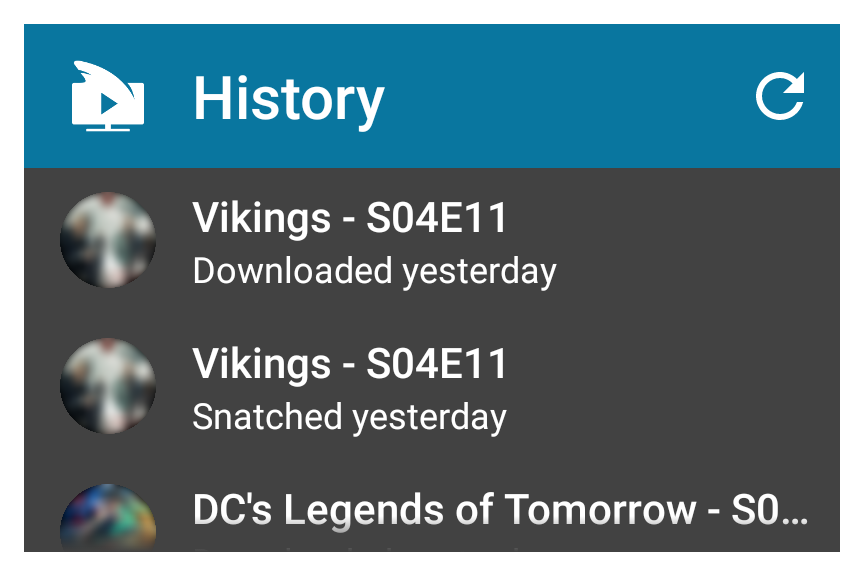 History
Vikings - S04E11
Downloaded yesterday
Vikings - S04E11
Snatched yesterday
DC's Legends of Tomorrow - S0...